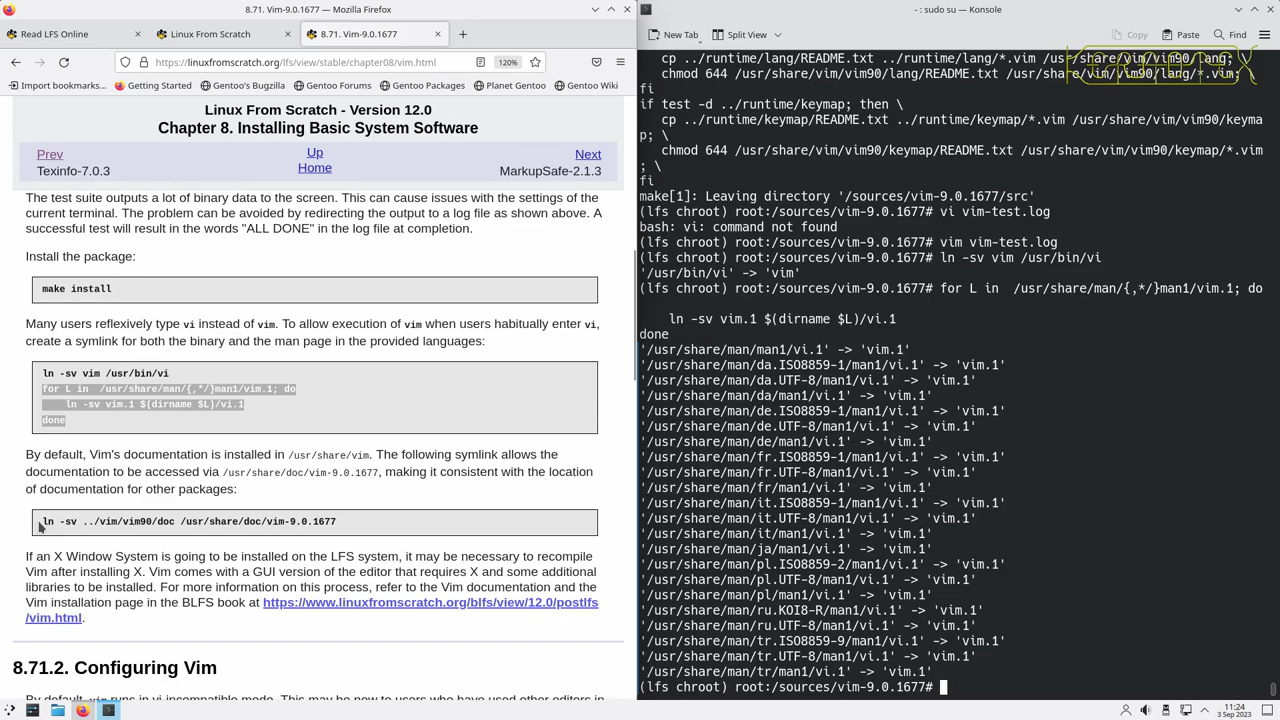 8.71. Vim-9.0.1677 — Mozilla Firefox
Read LFS Online
Linux From Scratch
8.71. Vim-9.0.1677
https://linuxfromscratch.org/lfs/view/stable/chapter08/vim.html
120%
Import bookmarks...
Getting Started
Gentoo's Bugzilla
Gentoo Forums
Gentoo Packages
Planet Gentoo
Gentoo Wiki
Linux From Scratch - Version 12.0
Chapter 8. Installing Basic System Software
Prev
Up
Next
Texinfo-7.0.3
Home
MarkupSafe-2.1.3
The test suite outputs a lot of binary data to the screen. This can cause issues with the settings of the
current terminal. The problem can be avoided by redirecting the output to a log file as shown above. A
successful test will result in the words "ALL DONE" in the log file at completion.
Install the package:
make install
Many users reflexively type vi instead of vim. To allow execution of vim when users habitually enter vi,
create a symlink for both the binary and the man page in the provided languages:
ln -sv vim /usr/bin/vi
for L in  /usr/share/man/{,*/}man1/vim.1; do
    ln -sv vim.1 $(dirname $L)/vi.1
done
By default, Vim's documentation is installed in /usr/share/vim. The following symlink allows the
documentation to be accessed via /usr/share/doc/vim-9.0.1677, making it consistent with the location
of documentation for other packages:
ln -sv ../vim/vim90/doc /usr/share/doc/vim-9.0.1677
If an X Window System is going to be installed on the LFS system, it may be necessary to recompile
Vim after installing X. Vim comes with a GUI version of the editor that requires X and some additional
libraries to be installed. For more information on this process, refer to the Vim documentation and the
Vim installation page in the BLFS book at https://www.linuxfromscratch.org/blfs/view/12.0/postlfs
/vim.html.
8.71.2. Configuring Vim
By default, vim runs in vi-incompatible mode. This may be new to users who have used other editors in
- : sudo su — Konsole
New Tab
Split View
Copy
Paste
Find
cp ../runtime/lang/README.txt ../runtime/lang/*.vim /usr/share/vim/vim90/lang; \
chmod 644 /usr/share/vim/vim90/lang/README.txt /usr/share/vim/vim90/lang/*.vim; \
fi
if test -d ../runtime/keymap; then \
cp ../runtime/keymap/README.txt ../runtime/keymap/*.vim /usr/share/vim/vim90/keyma
p; \
chmod 644 /usr/share/vim/vim90/keymap/README.txt /usr/share/vim/vim90/keymap/*.vim
; \
fi
make[1]: Leaving directory '/sources/vim-9.0.1677/src'
(lfs chroot) root:/sources/vim-9.0.1677# vi vim-test.log
bash: vi: command not found
(lfs chroot) root:/sources/vim-9.0.1677# vim vim-test.log
(lfs chroot) root:/sources/vim-9.0.1677# ln -sv vim /usr/bin/vi
'/usr/bin/vi' -> 'vim'
(lfs chroot) root:/sources/vim-9.0.1677# for L in  /usr/share/man/{,*/}man1/vim.1; do
    ln -sv vim.1 $(dirname $L)/vi.1
done
'/usr/share/man/man1/vi.1' -> 'vim.1'
'/usr/share/man/da.ISO8859-1/man1/vi.1' -> 'vim.1'
'/usr/share/man/da.UTF-8/man1/vi.1' -> 'vim.1'
'/usr/share/man/da/man1/vi.1' -> 'vim.1'
'/usr/share/man/de.ISO8859-1/man1/vi.1' -> 'vim.1'
'/usr/share/man/de.UTF-8/man1/vi.1' -> 'vim.1'
'/usr/share/man/de/man1/vi.1' -> 'vim.1'
'/usr/share/man/fr.ISO8859-1/man1/vi.1' -> 'vim.1'
'/usr/share/man/fr.UTF-8/man1/vi.1' -> 'vim.1'
'/usr/share/man/fr/man1/vi.1' -> 'vim.1'
'/usr/share/man/it.ISO8859-1/man1/vi.1' -> 'vim.1'
'/usr/share/man/it.UTF-8/man1/vi.1' -> 'vim.1'
'/usr/share/man/it/man1/vi.1' -> 'vim.1'
'/usr/share/man/ja/man1/vi.1' -> 'vim.1'
'/usr/share/man/pl.ISO8859-2/man1/vi.1' -> 'vim.1'
'/usr/share/man/pl.UTF-8/man1/vi.1' -> 'vim.1'
'/usr/share/man/pl/man1/vi.1' -> 'vim.1'
'/usr/share/man/ru.KOI8-R/man1/vi.1' -> 'vim.1'
'/usr/share/man/ru.UTF-8/man1/vi.1' -> 'vim.1'
'/usr/share/man/tr.ISO8859-9/man1/vi.1' -> 'vim.1'
'/usr/share/man/tr.UTF-8/man1/vi.1' -> 'vim.1'
'/usr/share/man/tr/man1/vi.1' -> 'vim.1'
(lfs chroot) root:/sources/vim-9.0.1677#
11:24
3 Sep 2023